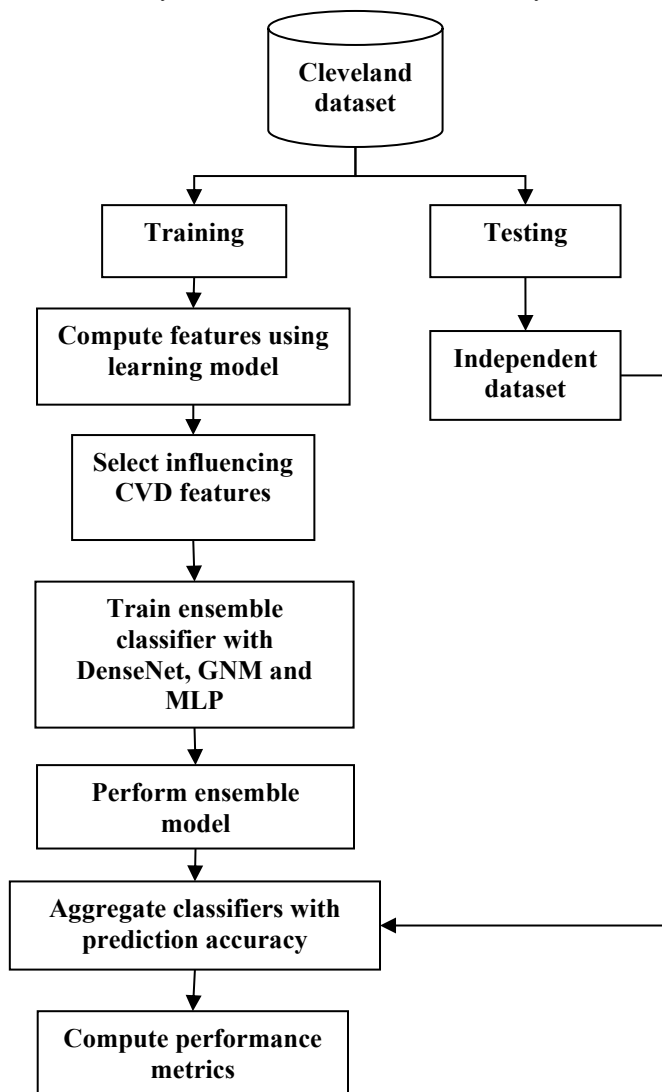 Cleveland
dataset
Training
Testing
Compute features using
learning model
Independent
dataset
Select influencing
CVD features
Train ensemble
classifier with
DenseNet, GNM and
MLP
Perform ensemble
model
Aggregate classifiers with
prediction accuracy
Compute performance
metrics